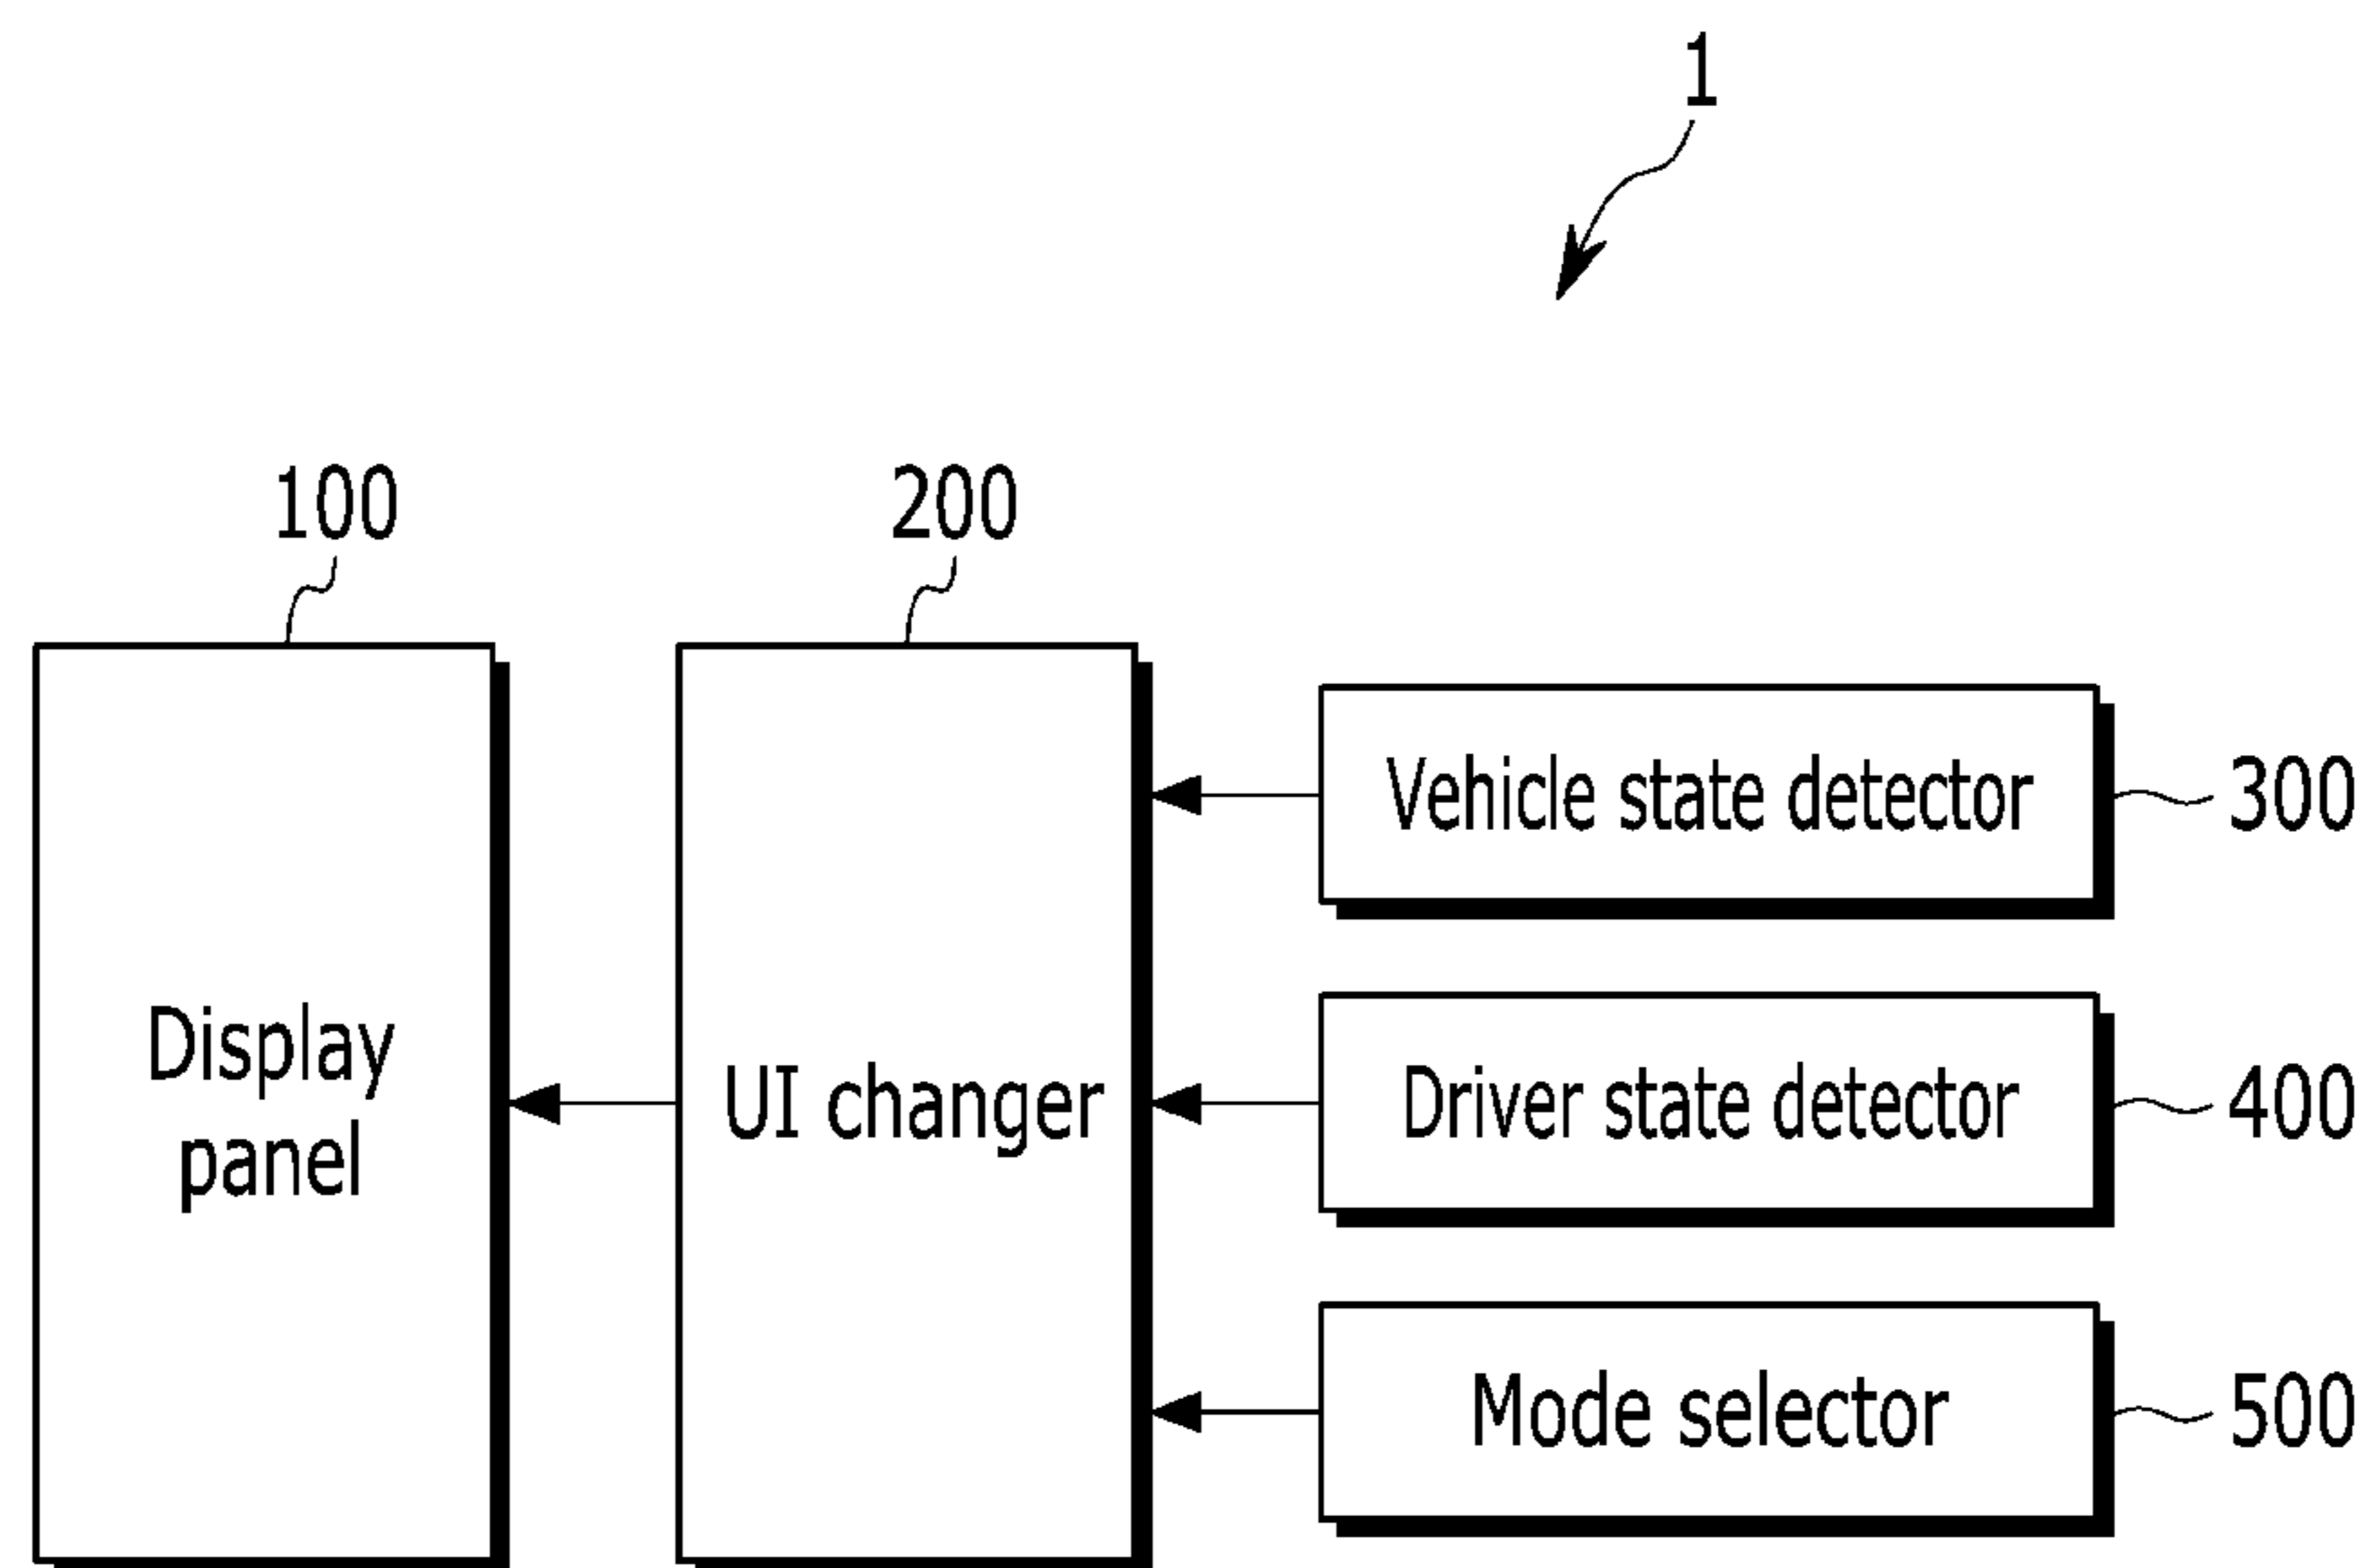 1
100
200
Display
panel
UI changer
Vehicle state detector
300
Driver state detector
400
Mode selector
500